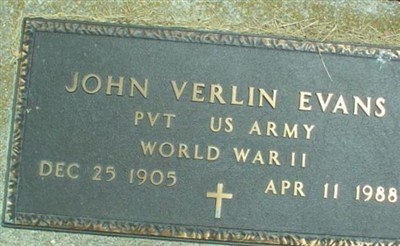 JOHN VERLIN EVANS
PVT US ARMY
WORLD WAR II
DEC 25 1905 APR 11 1988